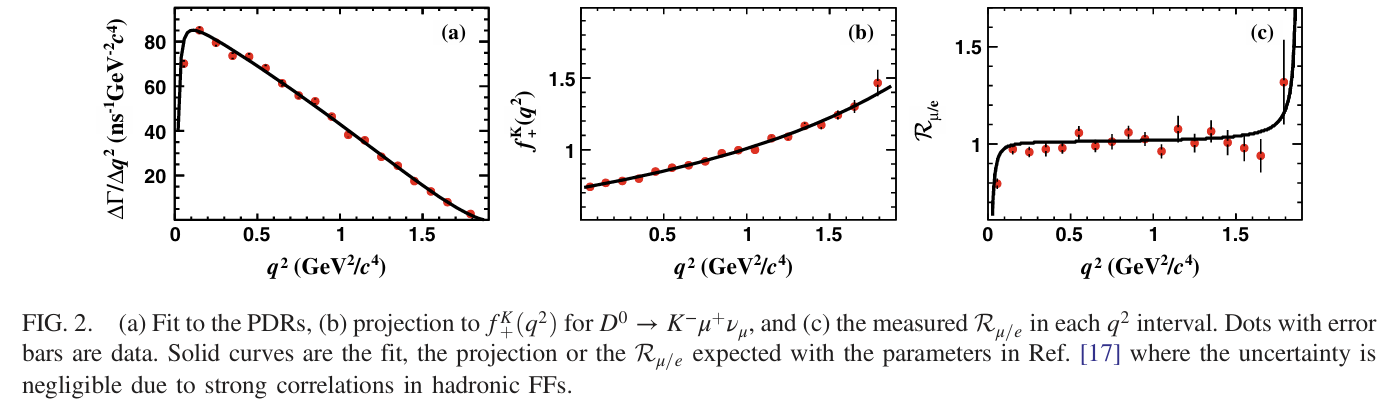 (a)
80
60
40
20
0
0.5
1
1.5
ΔΓ/Δq² (ns⁻¹GeV⁻²c⁴)
q² (GeV²/c⁴)
(b)
1.5
1
0.5
1
1.5
f₊ᴷ(q²)
q² (GeV²/c⁴)
(c)
1.5
1
0
0.5
1
1.5
ℛμ/e
q² (GeV²/c⁴)
FIG. 2. (a) Fit to the PDRs, (b) projection to f₊ᴷ(q²) for D⁰ → K⁻μ⁺νμ, and (c) the measured ℛμ/e in each q² interval. Dots with error
bars are data. Solid curves are the fit, the projection or the ℛμ/e expected with the parameters in Ref. [17] where the uncertainty is
negligible due to strong correlations in hadronic FFs.